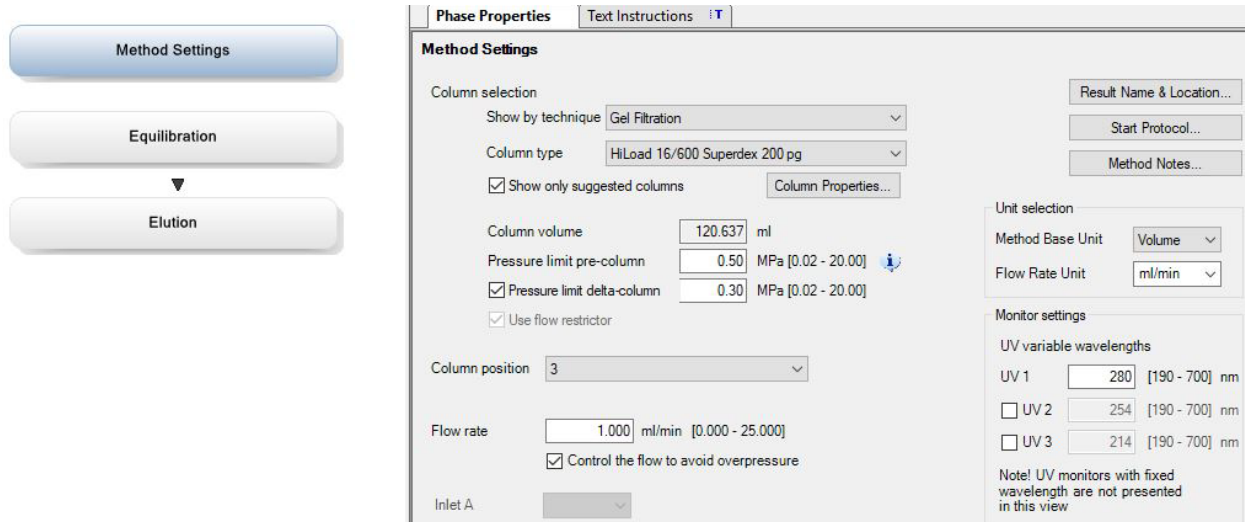 Method Settings
Equilibration
Elution
Phase Properties
Text Instructions T
Method Settings
Column selection
Show by technique Gel Filtration
Column type HiLoad 16/600 Superdex 200 pg
Show only suggested columns Column Properties...
Column volume 120.637 ml
Pressure limit pre-column 0.50 MPa [0.02 - 20.00]
Pressure limit delta-column 0.30 MPa [0.02 - 20.00]
Use flow restrictor
Column position 3
Flow rate 1.000 ml/min [0.000 - 25.000]
Control the flow to avoid overpressure
Inlet A
Result Name & Location...
Start Protocol...
Method Notes...
Unit selection
Method Base Unit Volume
Flow Rate Unit ml/min
Monitor settings
UV variable wavelengths
UV 1 280 [190 - 700] nm
UV 2 254 [190 - 700] nm
UV 3 214 [190 - 700] nm
Note! UV monitors with fixed
wavelength are not presented
in this view